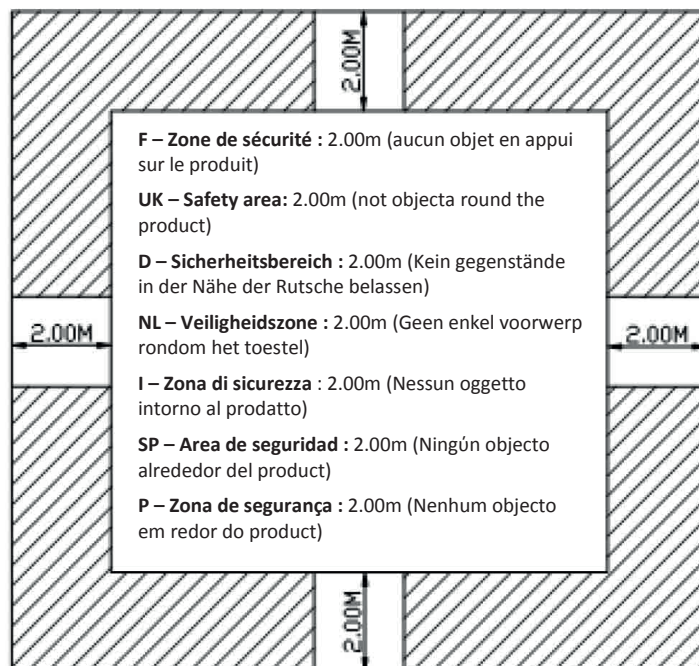 2.00M
F – Zone de sécurité : 2.00m (aucun objet en appui
sur le produit)
UK – Safety area: 2.00m (not objecta round the
product)
D – Sicherheitsbereich : 2.00m (Kein gegenstände
in der Nähe der Rutsche belassen)
2.00M
NL – Veiligheidszone : 2.00m (Geen enkel voorwerp
rondom het toestel)
2.00M
I – Zona di sicurezza : 2.00m (Nessun oggetto
intorno al prodatto)
SP – Area de seguridad : 2.00m (Ningún objecto
alrededor del product)
P – Zona de segurança : 2.00m (Nenhum objecto
em redor do product)
2.00M